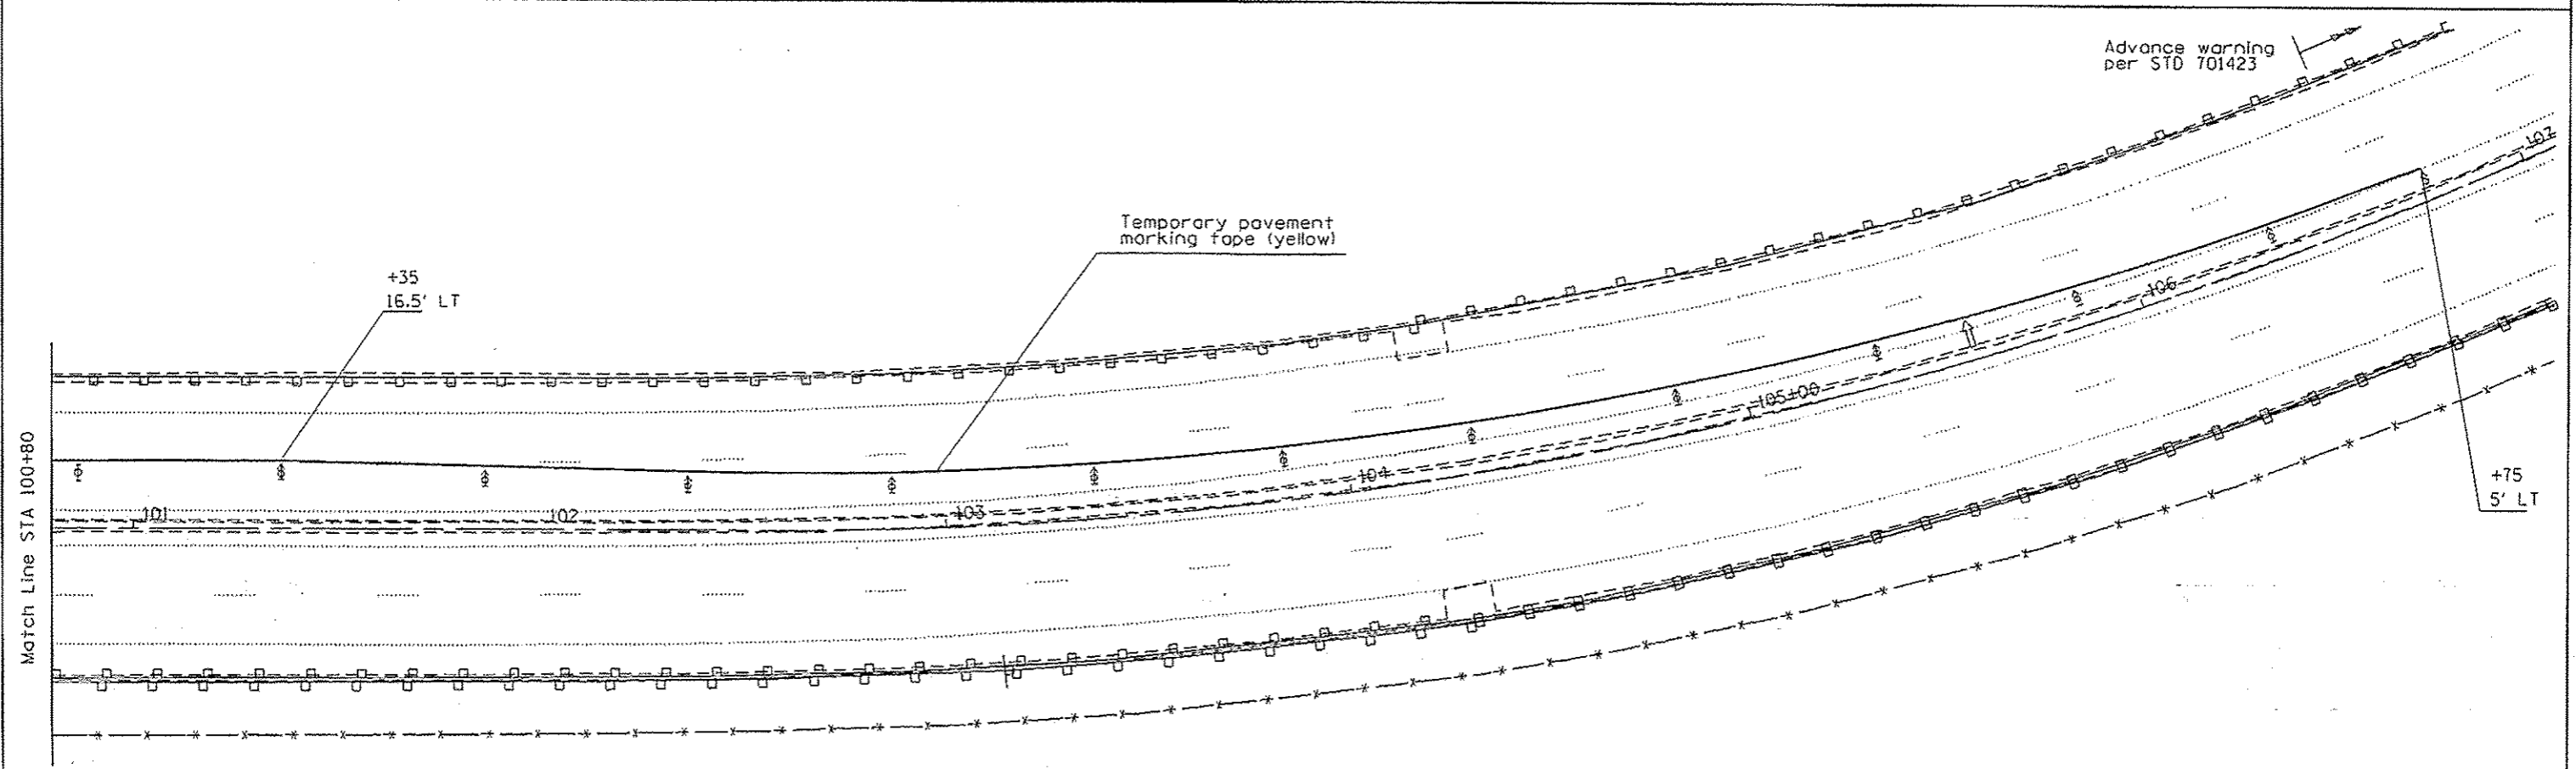 Advance warning
per STD 701423
Temporary pavement
marking tape (yellow)
+35
16.5' LT
Match Line STA 100+80
101
102
103
104
105+00
106
107
+75
5' LT